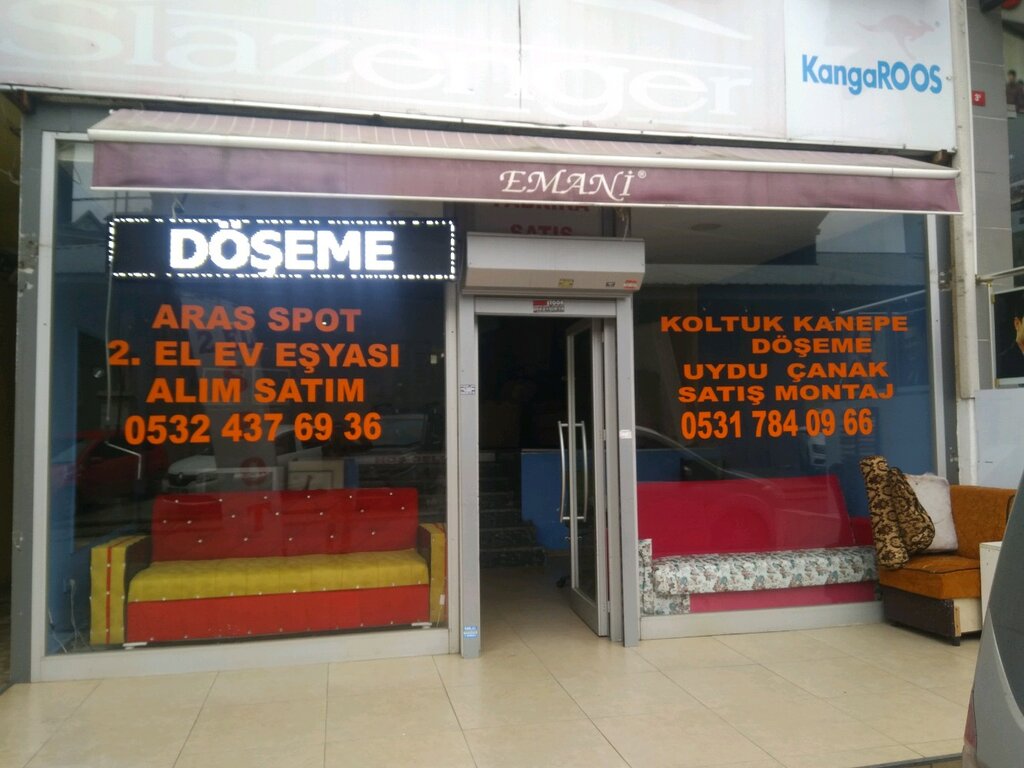 Slazenger
KangaROOS
EMANİ®
SATIŞ
DÖŞEME
ARAS SPOT
2. EL EV EŞYASI
ALIM SATIM
0532 437 69 36
KOLTUK KANEPE
DÖŞEME
UYDU ÇANAK
SATIŞ MONTAJ
0531 784 09 66